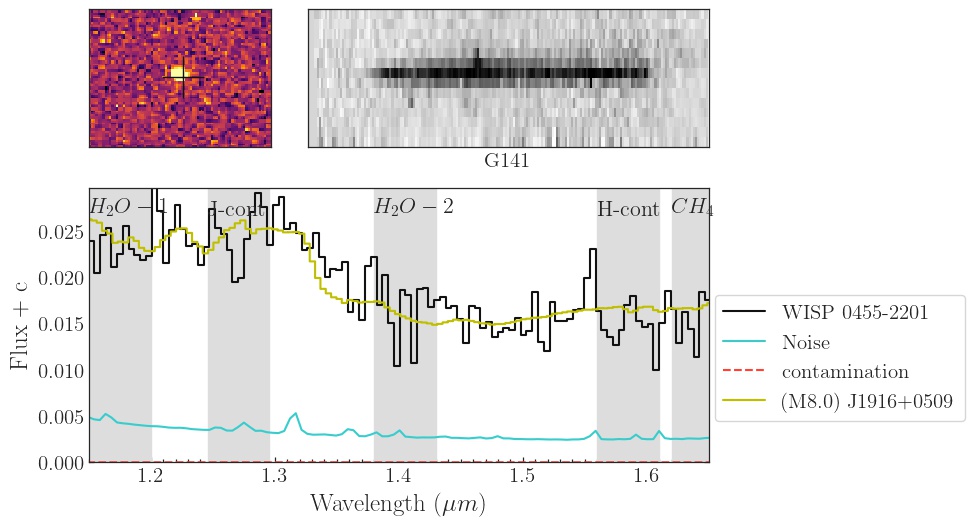 G141
H2O − 1 J-cont H2O − 2 H-cont CH4
0.025
0.020
0.015
0.010
0.005
0.000
Flux + c
1.2 1.3 1.4 1.5 1.6
Wavelength (μm)
WISP 0455-2201
Noise
contamination
(M8.0) J1916+0509